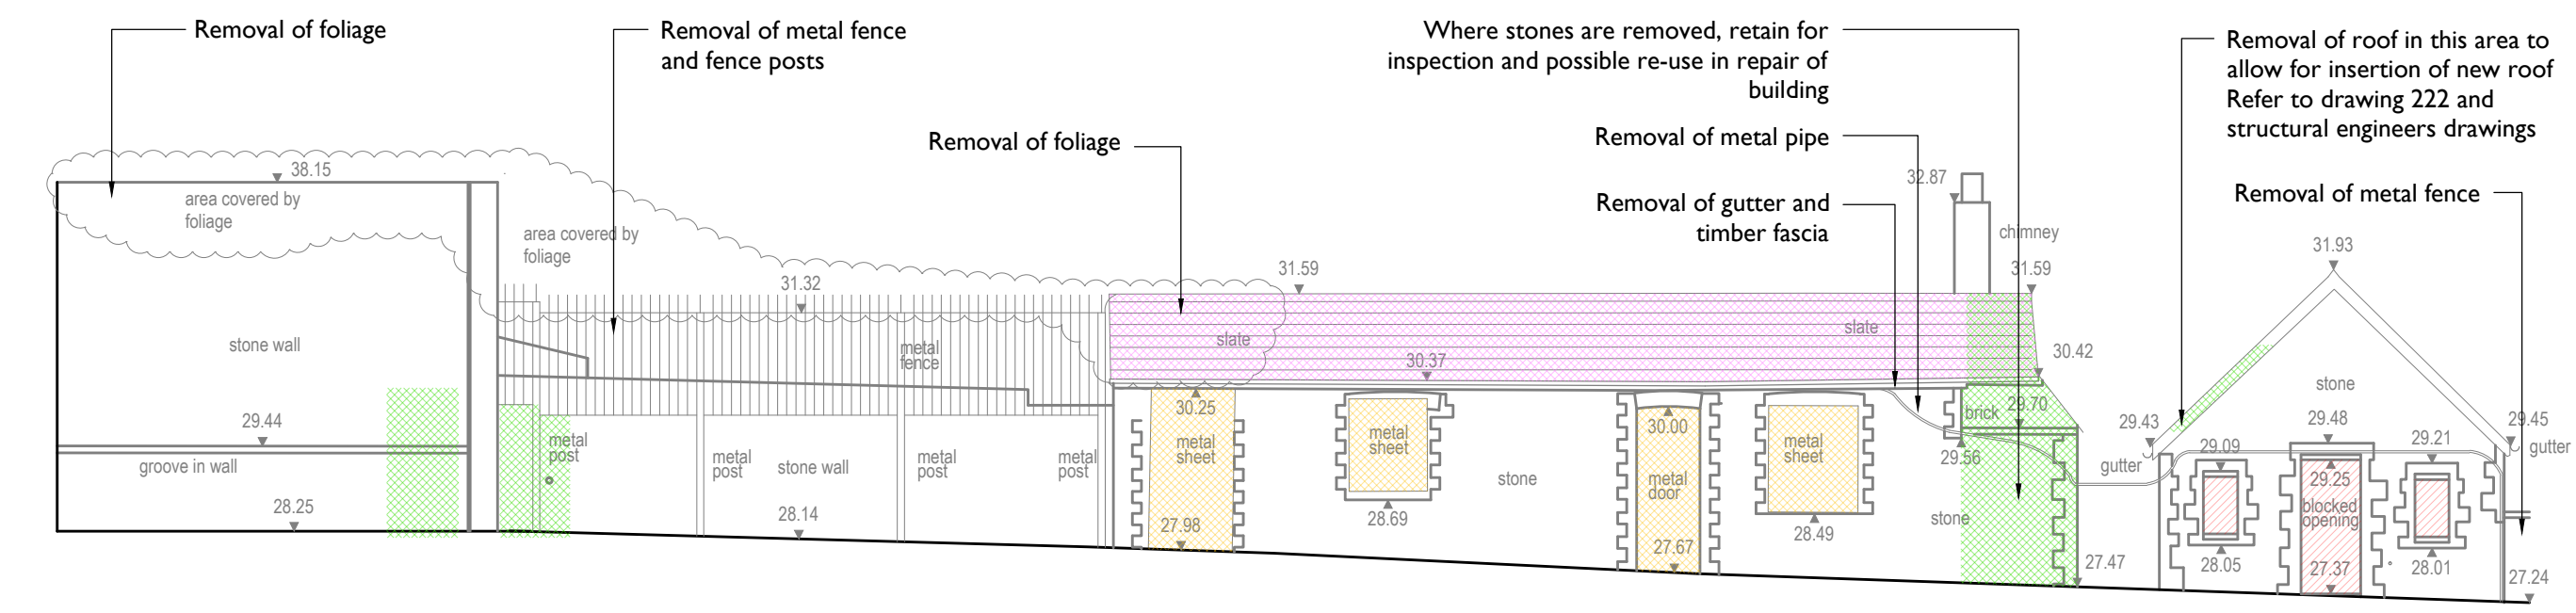 Removal of foliage
Removal of metal fence
and fence posts
Where stones are removed, retain for
inspection and possible re-use in repair of
building
Removal of roof in this area to
allow for insertion of new roof
Refer to drawing 222 and
structural engineers drawings
Removal of foliage
Removal of metal pipe
Removal of gutter and
timber fascia
Removal of metal fence
38.15
area covered by
foliage
area covered by
foliage
32.87
chimney
31.93
31.32
31.59
31.59
stone wall
metal
fence
slate
slate
30.37
30.42
stone
29.44
groove in wall
28.25
metal
post
metal
post
stone wall
metal
post
metal
post
28.14
30.25
metal
sheet
27.98
metal
sheet
28.69
stone
30.00
metal
door
27.67
metal
sheet
28.49
brick
29.70
29.56
stone
27.47
29.43
gutter
29.09
28.05
29.48
29.25
blocked
opening
27.37
29.21
28.01
29.45
gutter
27.24